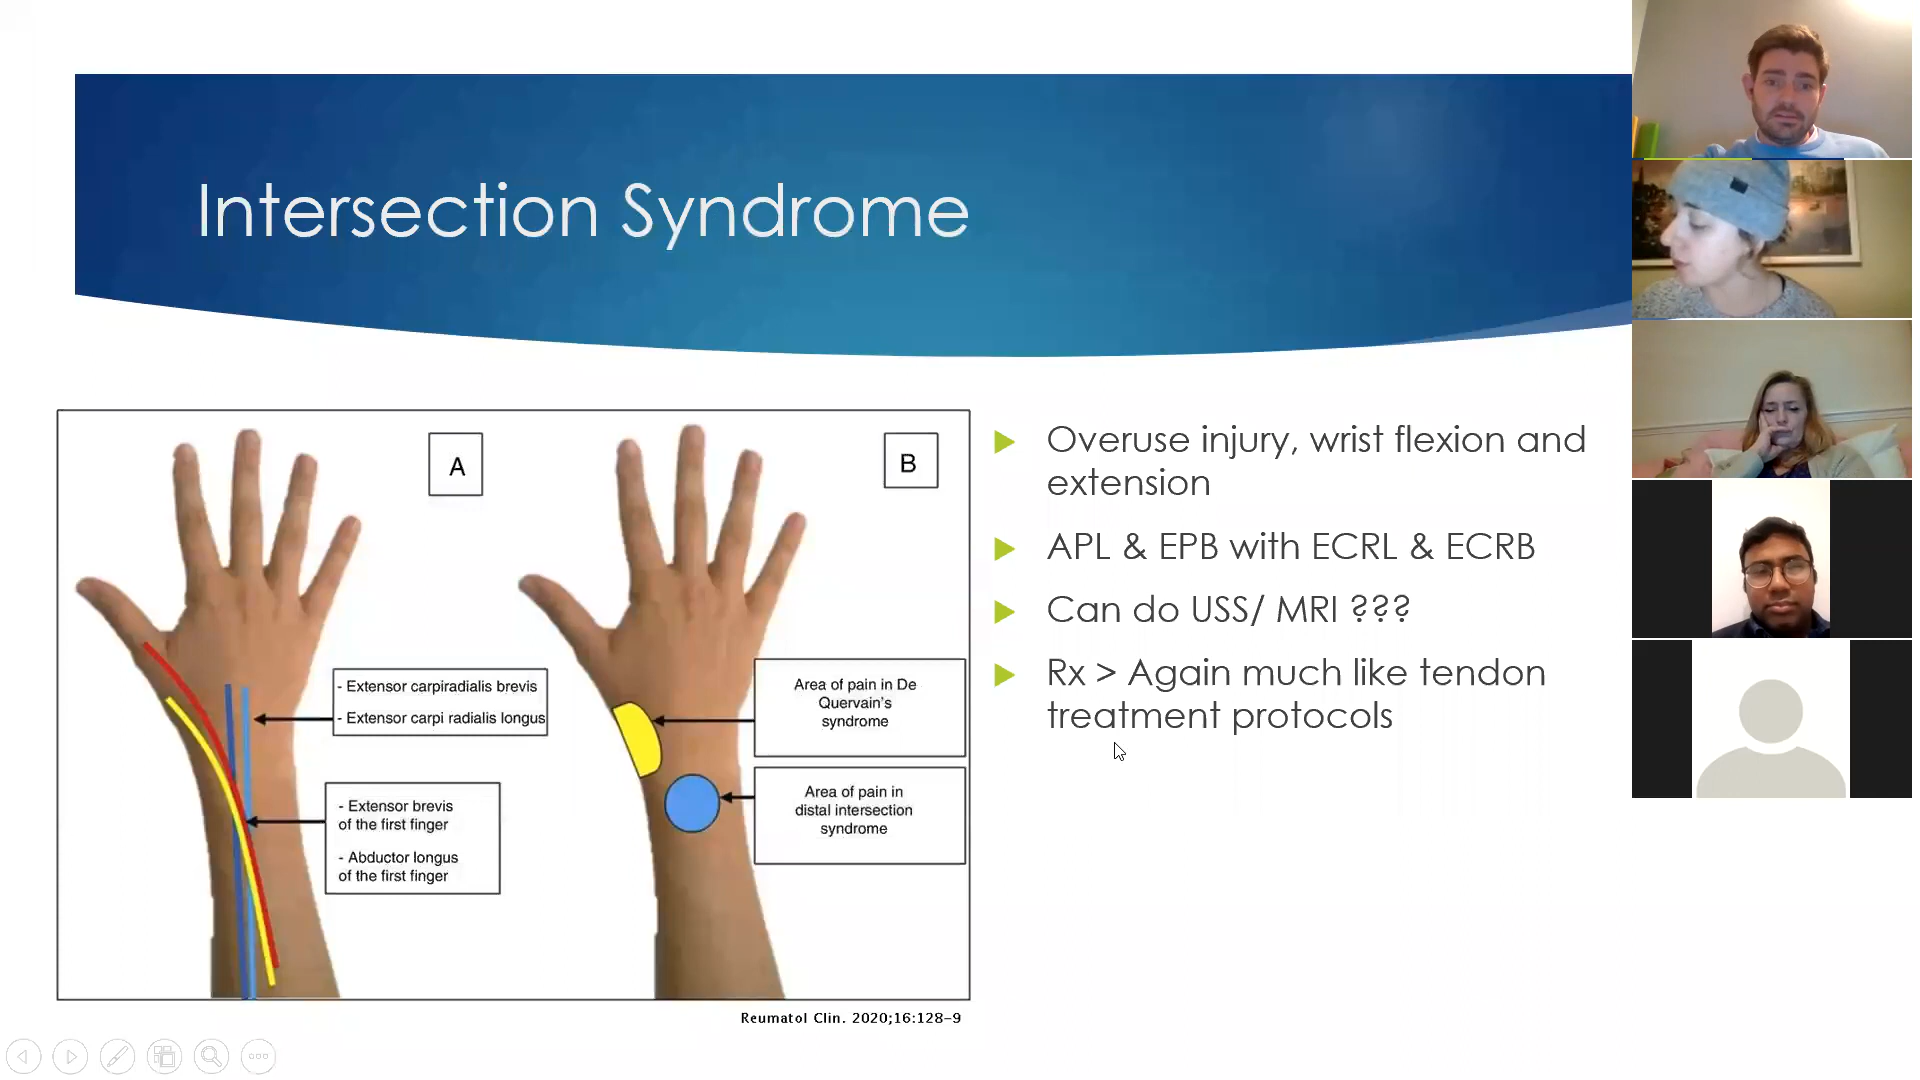 Intersection Syndrome
A
B
- Extensor carpiradialis brevis
- Extensor carpi radialis longus
- Extensor brevis
of the first finger
- Abductor longus
of the first finger
Area of pain in De
Quervain's
syndrome
Area of pain in
distal intersection
syndrome
Reumatol Clin. 2020;16:128–9
Overuse injury, wrist flexion and
extension
APL & EPB with ECRL & ECRB
Can do USS/ MRI ???
Rx > Again much like tendon
treatment protocols